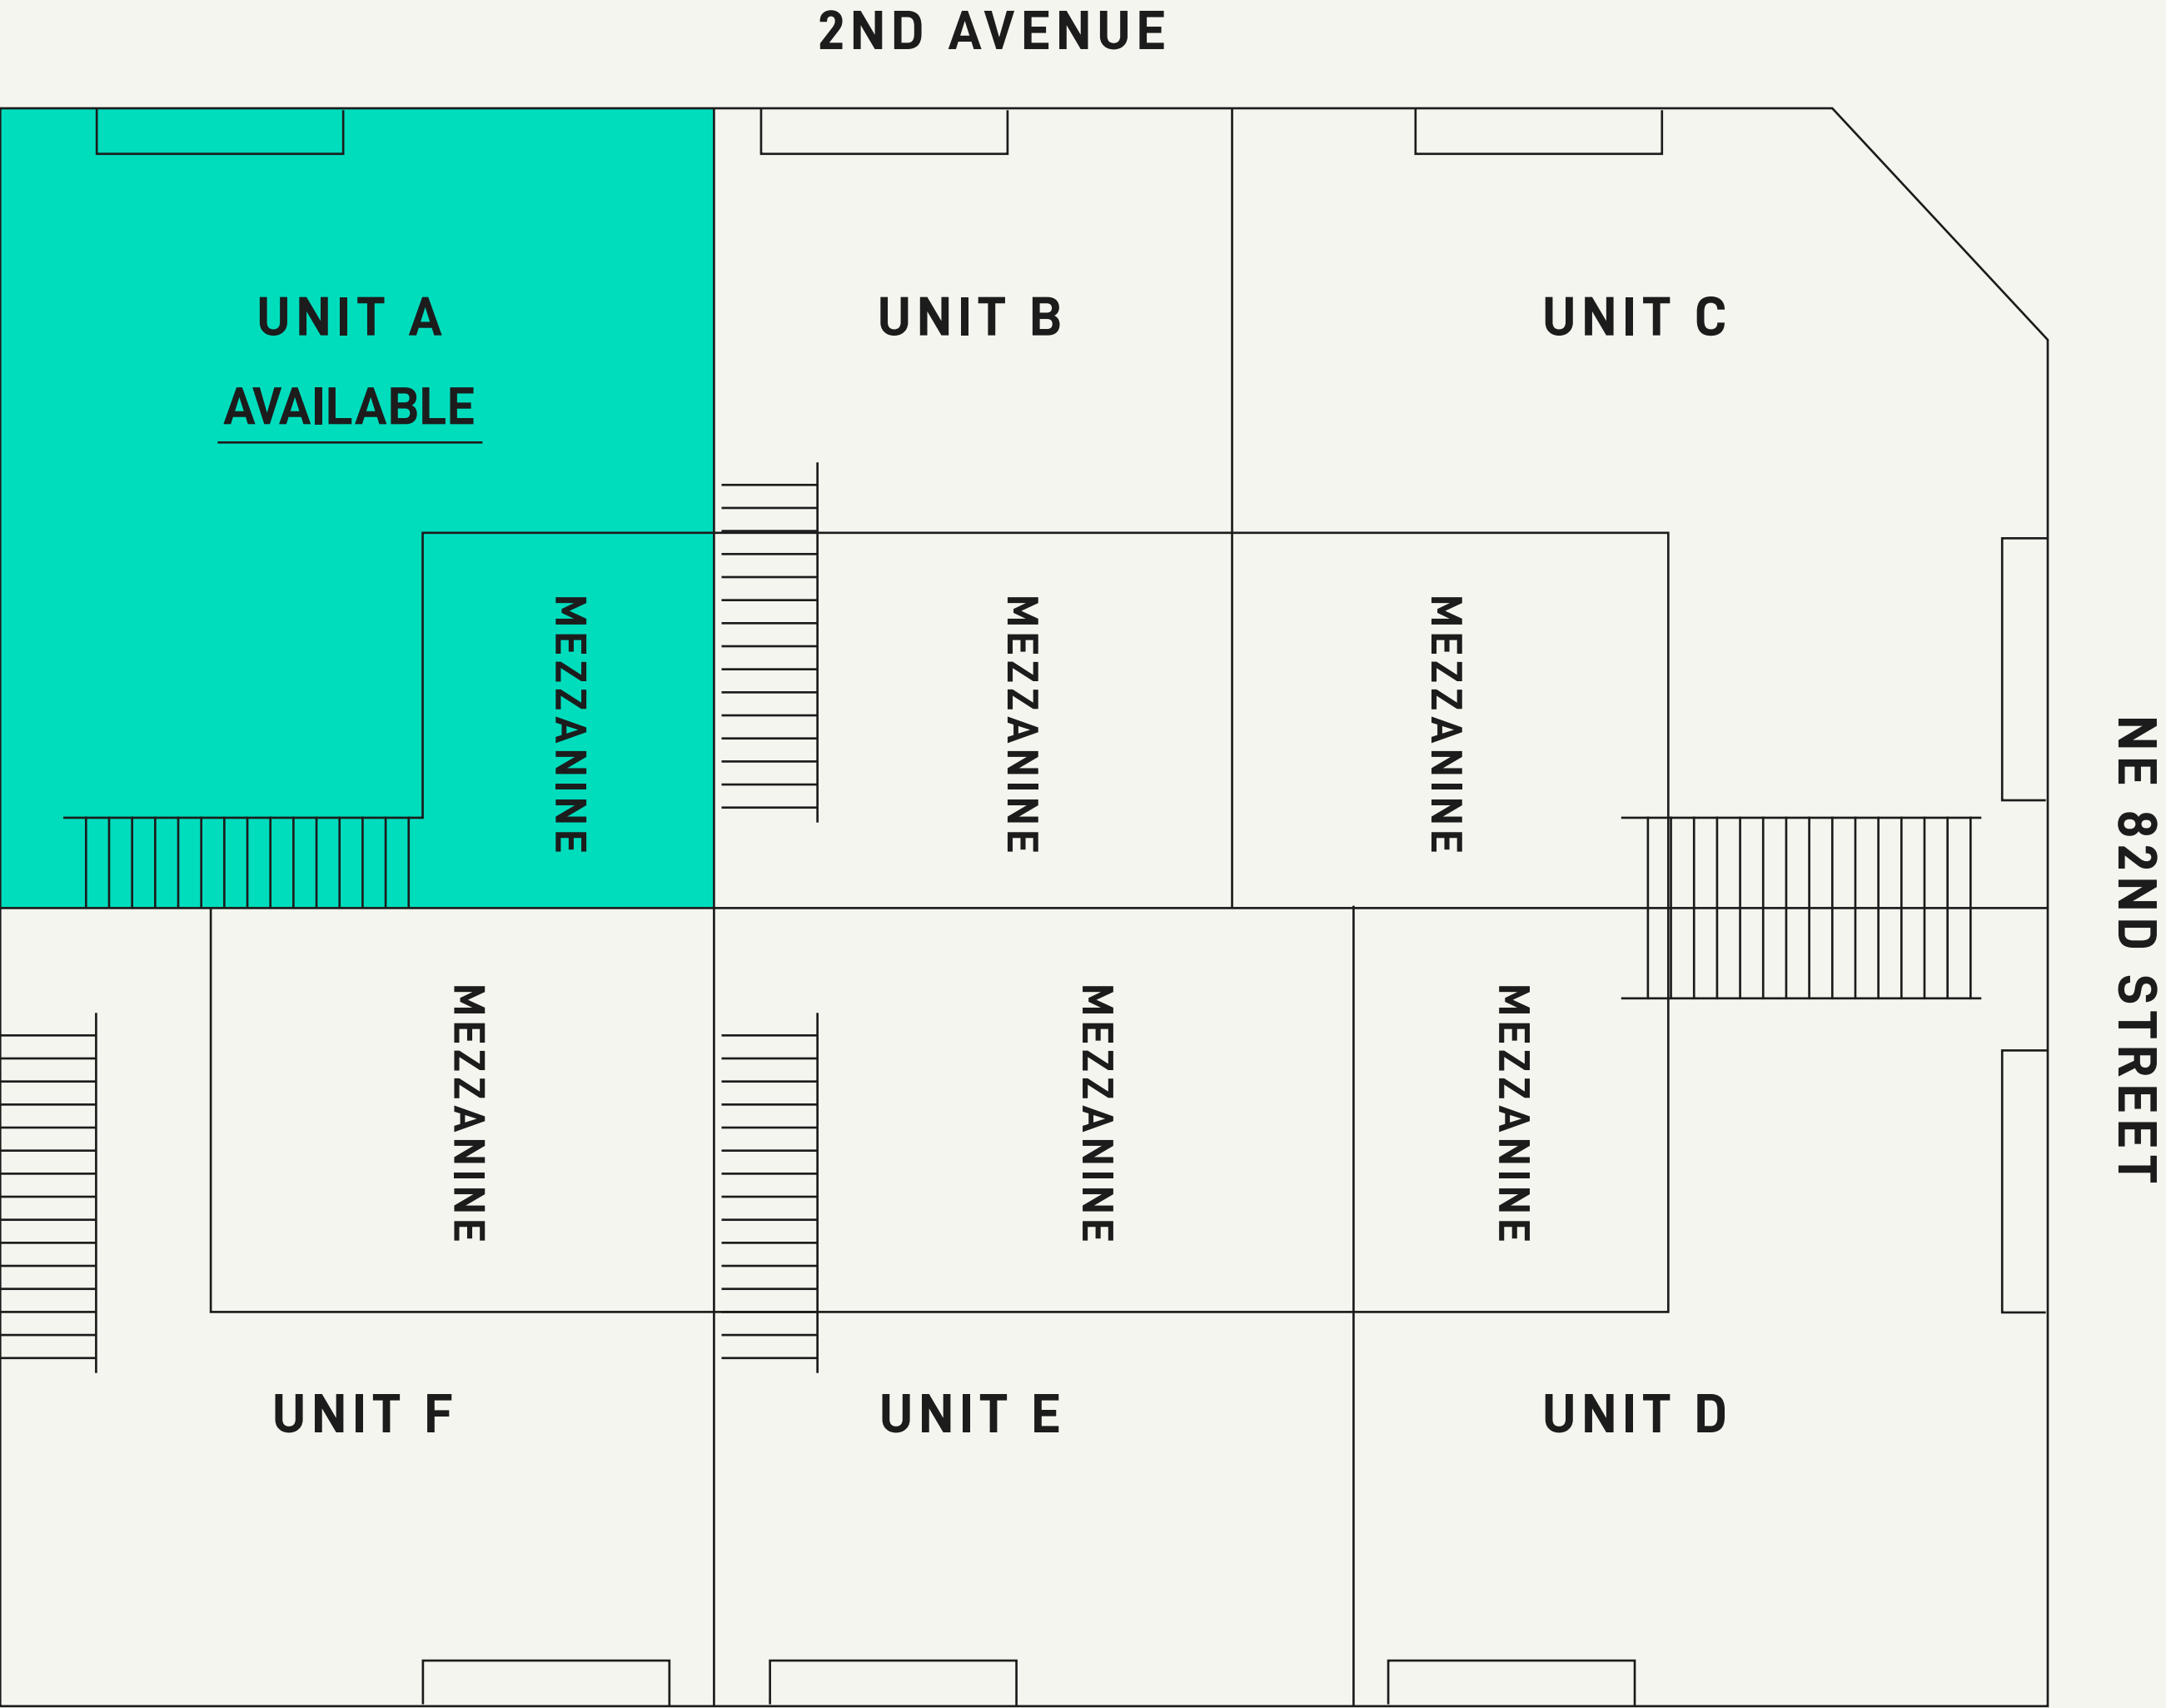 2ND AVENUE
UNIT A
UNIT B
UNIT C
AVAILABLE
MEZZANINE
MEZZANINE
MEZZANINE
NE 82ND STREET
MEZZANINE
MEZZANINE
MEZZANINE
UNIT F
UNIT E
UNIT D